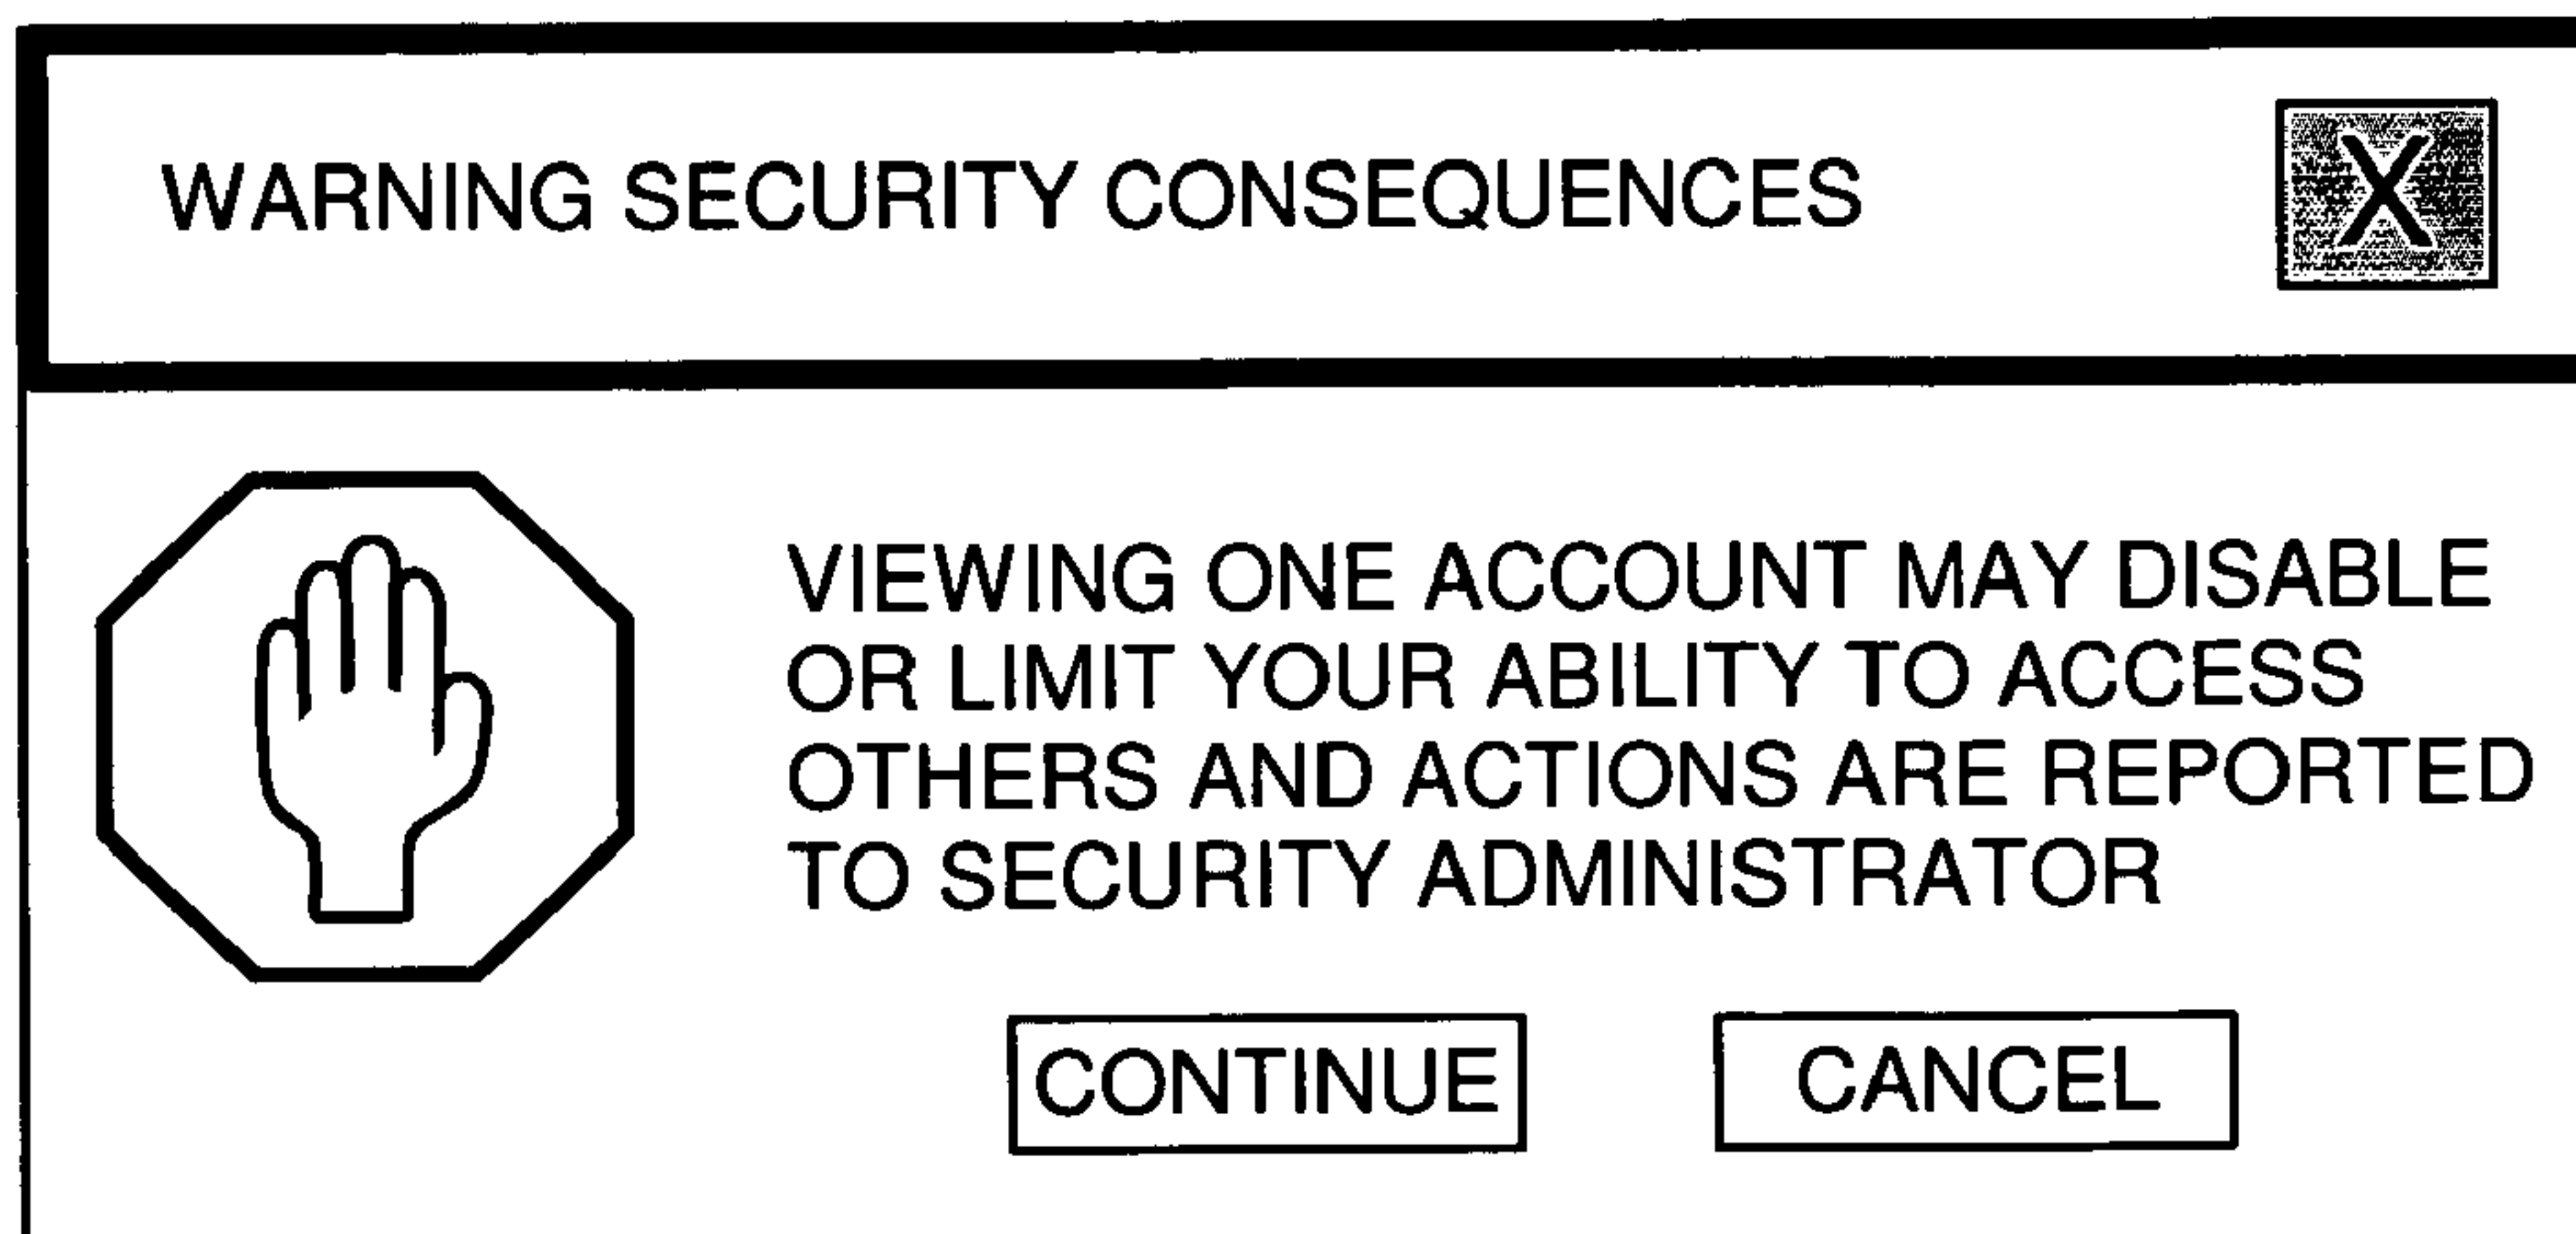 WARNING SECURITY CONSEQUENCES
X
VIEWING ONE ACCOUNT MAY DISABLE
OR LIMIT YOUR ABILITY TO ACCESS
OTHERS AND ACTIONS ARE REPORTED
TO SECURITY ADMINISTRATOR
CONTINUE CANCEL